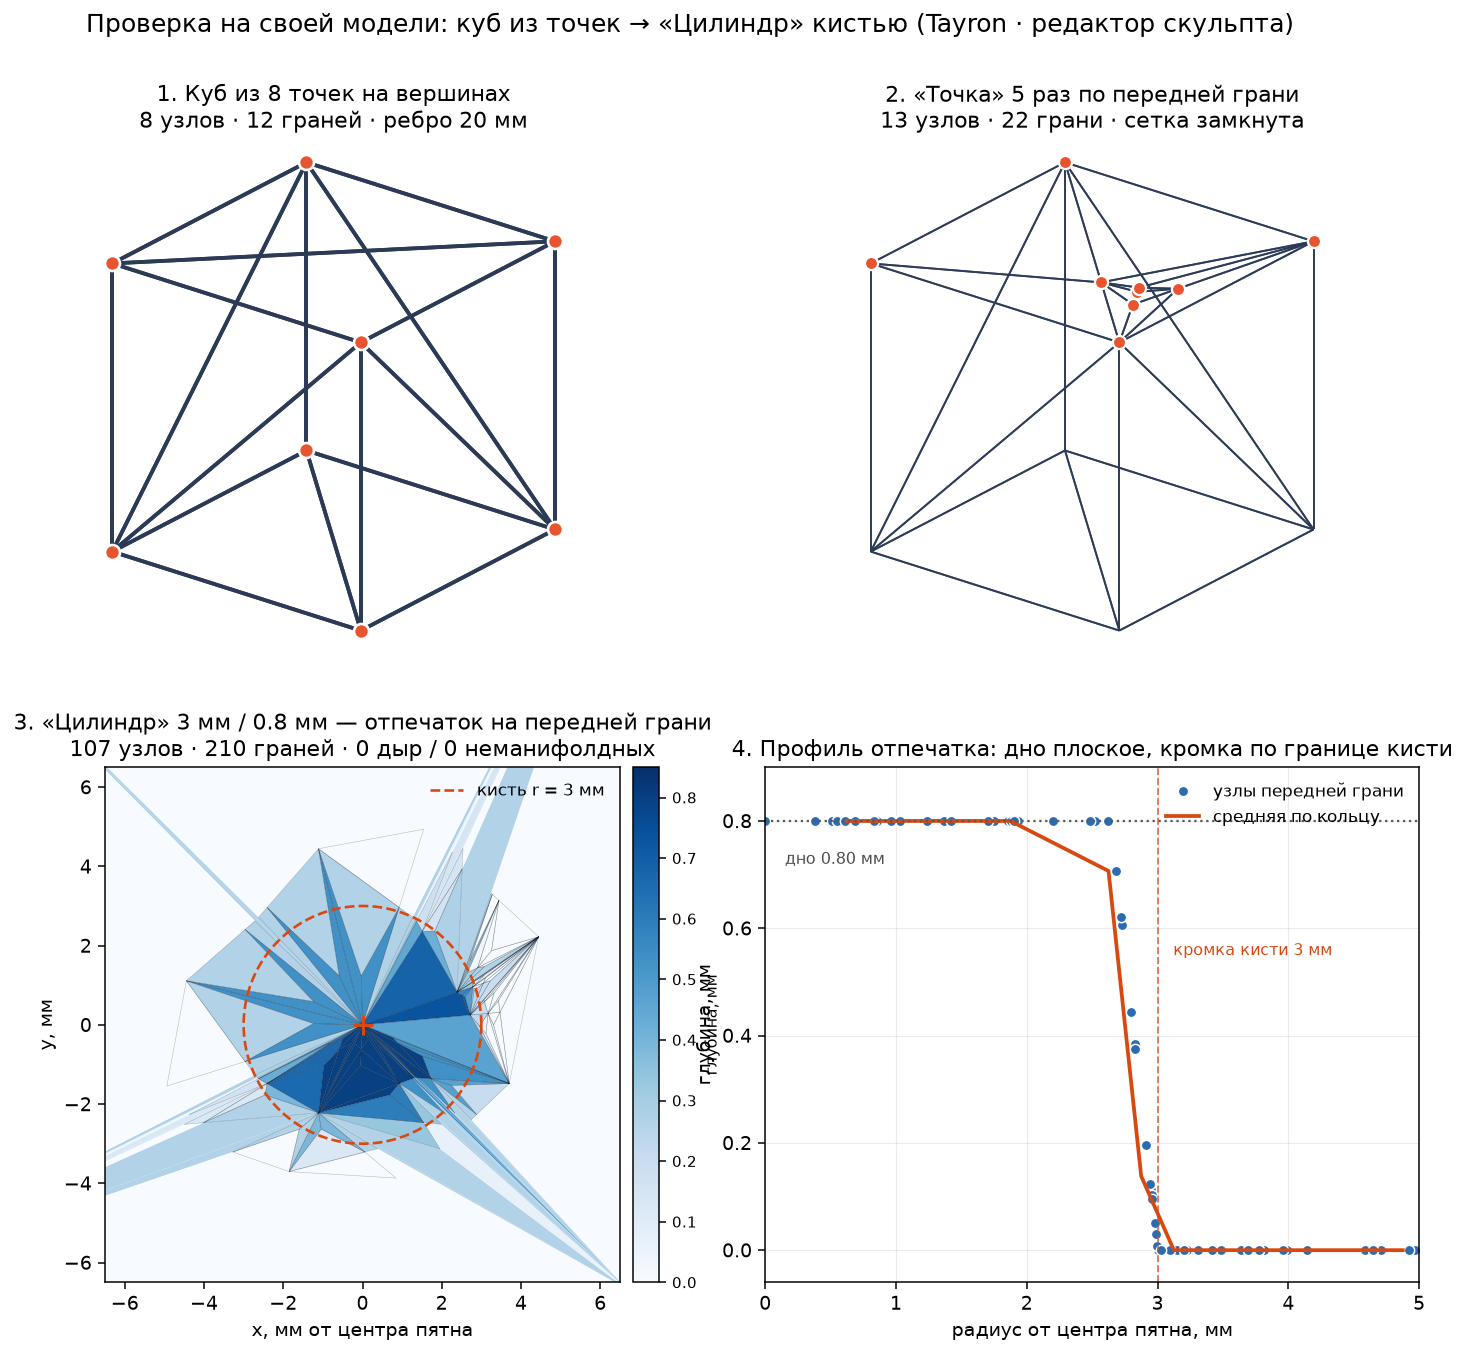 Проверка на своей модели: куб из точек → «Цилиндр» кистью (Tayron · редактор скульпта)
1. Куб из 8 точек на вершинах
8 узлов · 12 граней · ребро 20 мм
2. «Точка» 5 раз по передней грани
13 узлов · 22 грани · сетка замкнута
3. «Цилиндр» 3 мм / 0.8 мм — отпечаток на передней грани
107 узлов · 210 граней · 0 дыр / 0 неманифолдных
кисть r = 3 мм
6
4
2
0
−2
−4
−6
y, мм
−6 −4 −2 0 2 4 6
x, мм от центра пятна
0.8
0.7
0.6
0.5
0.4
0.3
0.2
0.1
0.0
глубина, мм
глубина, мм
4. Профиль отпечатка: дно плоское, кромка по границе кисти
узлы передней грани
средняя по кольцу
дно 0.80 мм
кромка кисти 3 мм
0.8
0.6
0.4
0.2
0.0
0 1 2 3 4 5
радиус от центра пятна, мм